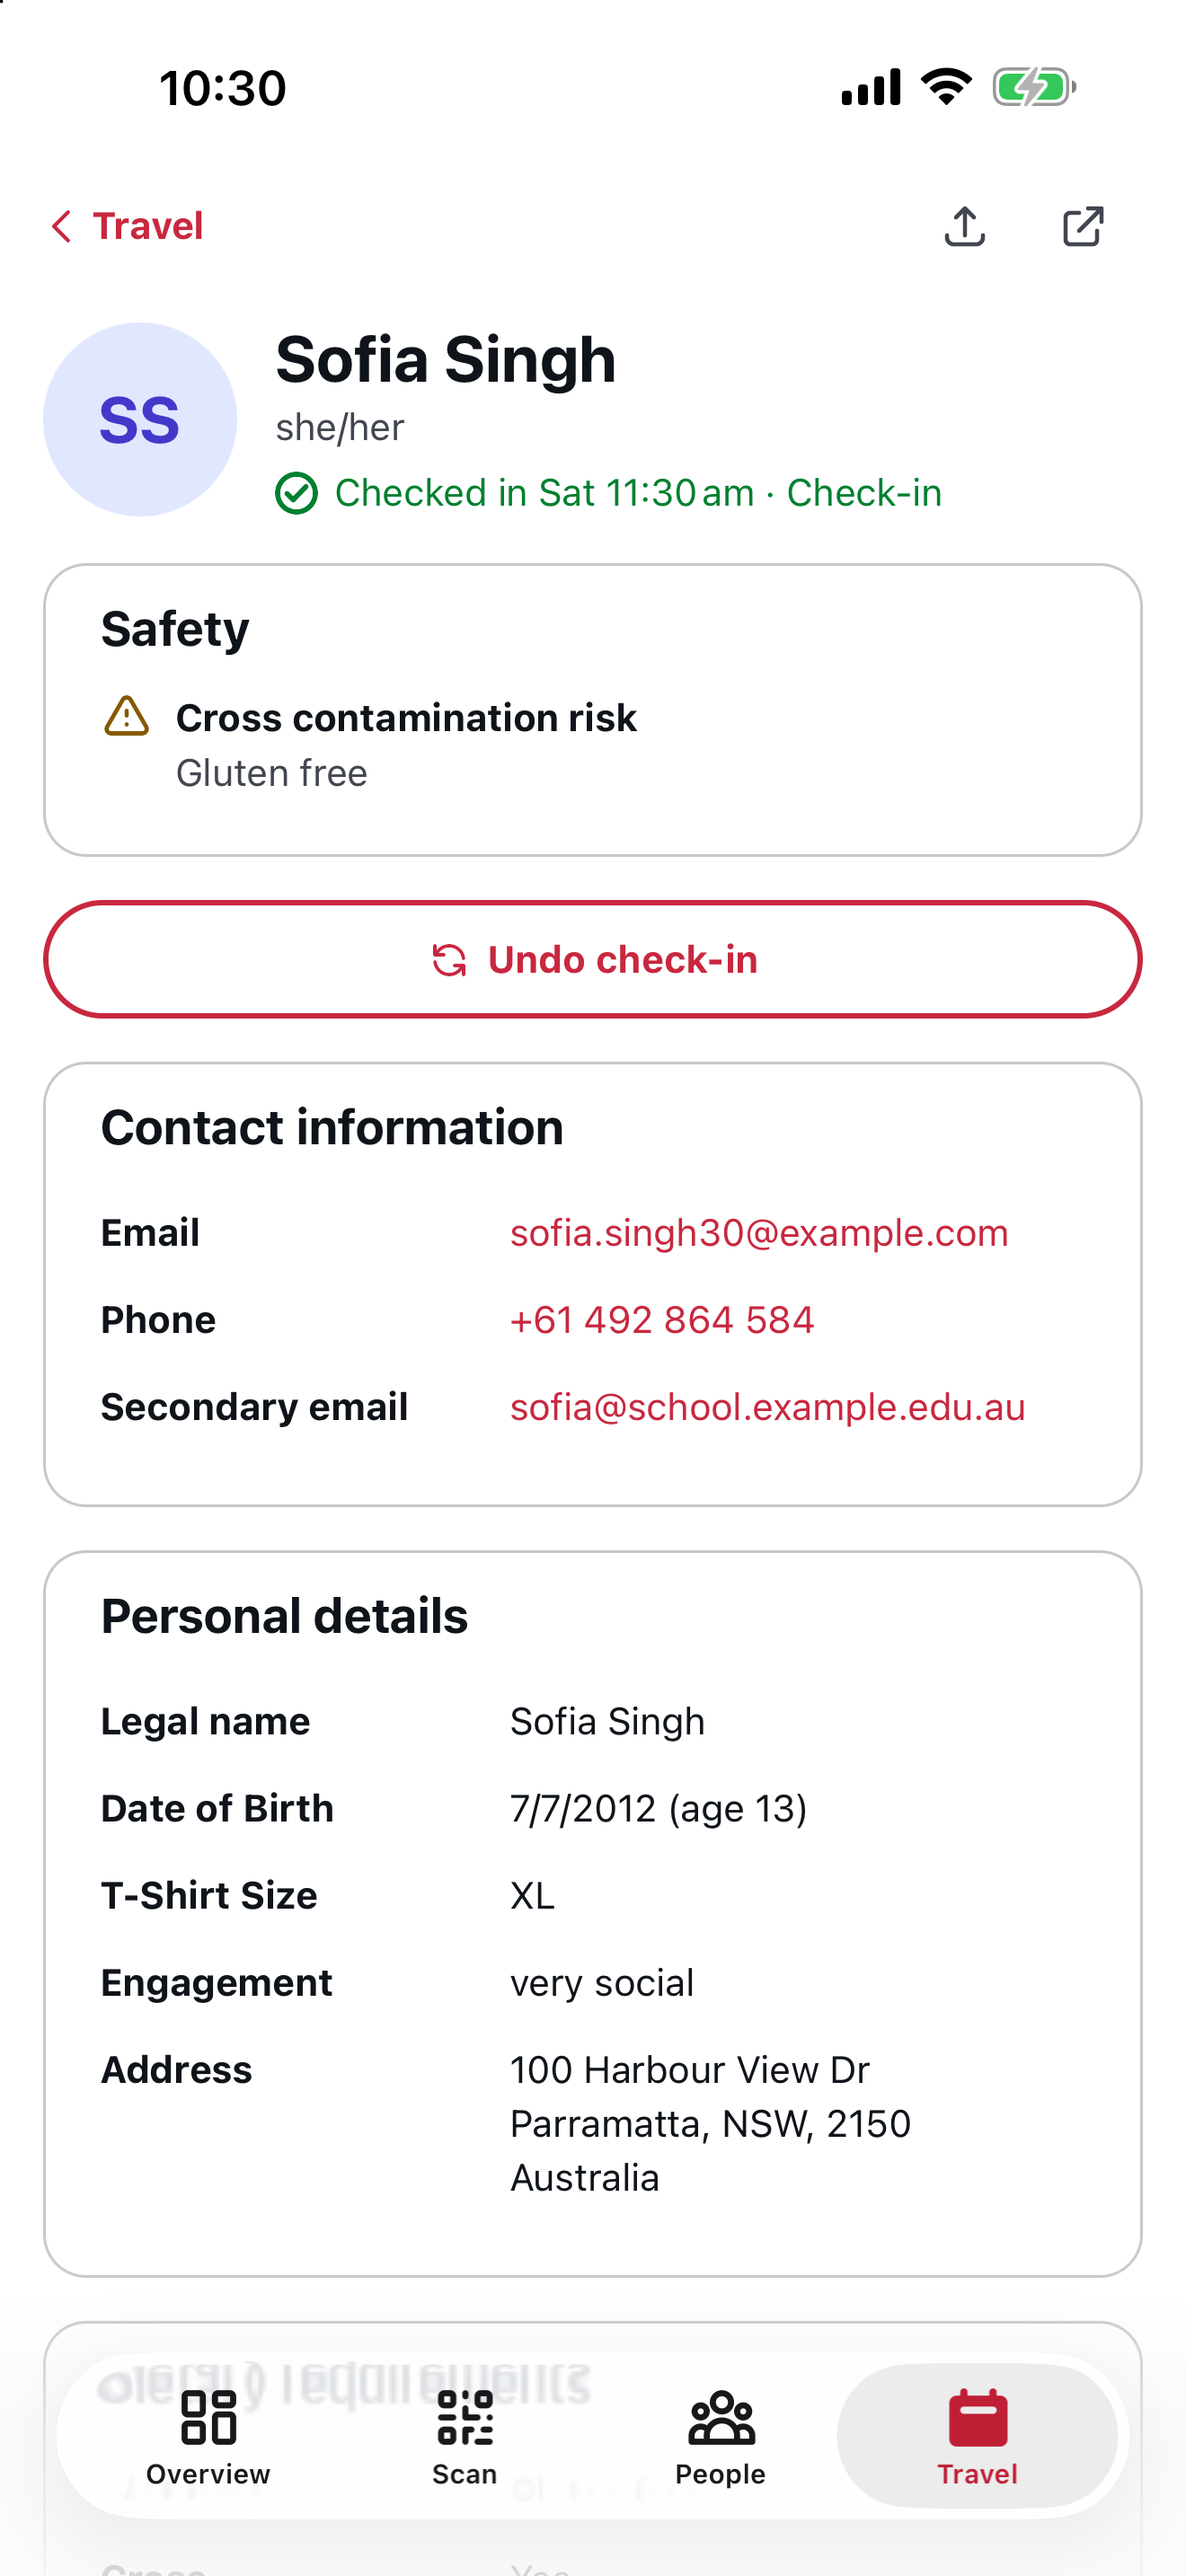 10:30
Travel
SS
Sofia Singh
she/her
Checked in Sat 11:30 am · Check-in
Safety
Cross contamination risk
Gluten free
Undo check-in
Contact information
Email sofia.singh30@example.com
Phone +61 492 864 584
Secondary email sofia@school.example.edu.au
Personal details
Legal name Sofia Singh
Date of Birth 7/7/2012 (age 13)
T-Shirt Size XL
Engagement very social
Address 100 Harbour View Dr
Parramatta, NSW, 2150
Australia
requirements
Overview Scan People Travel
Cross Yes